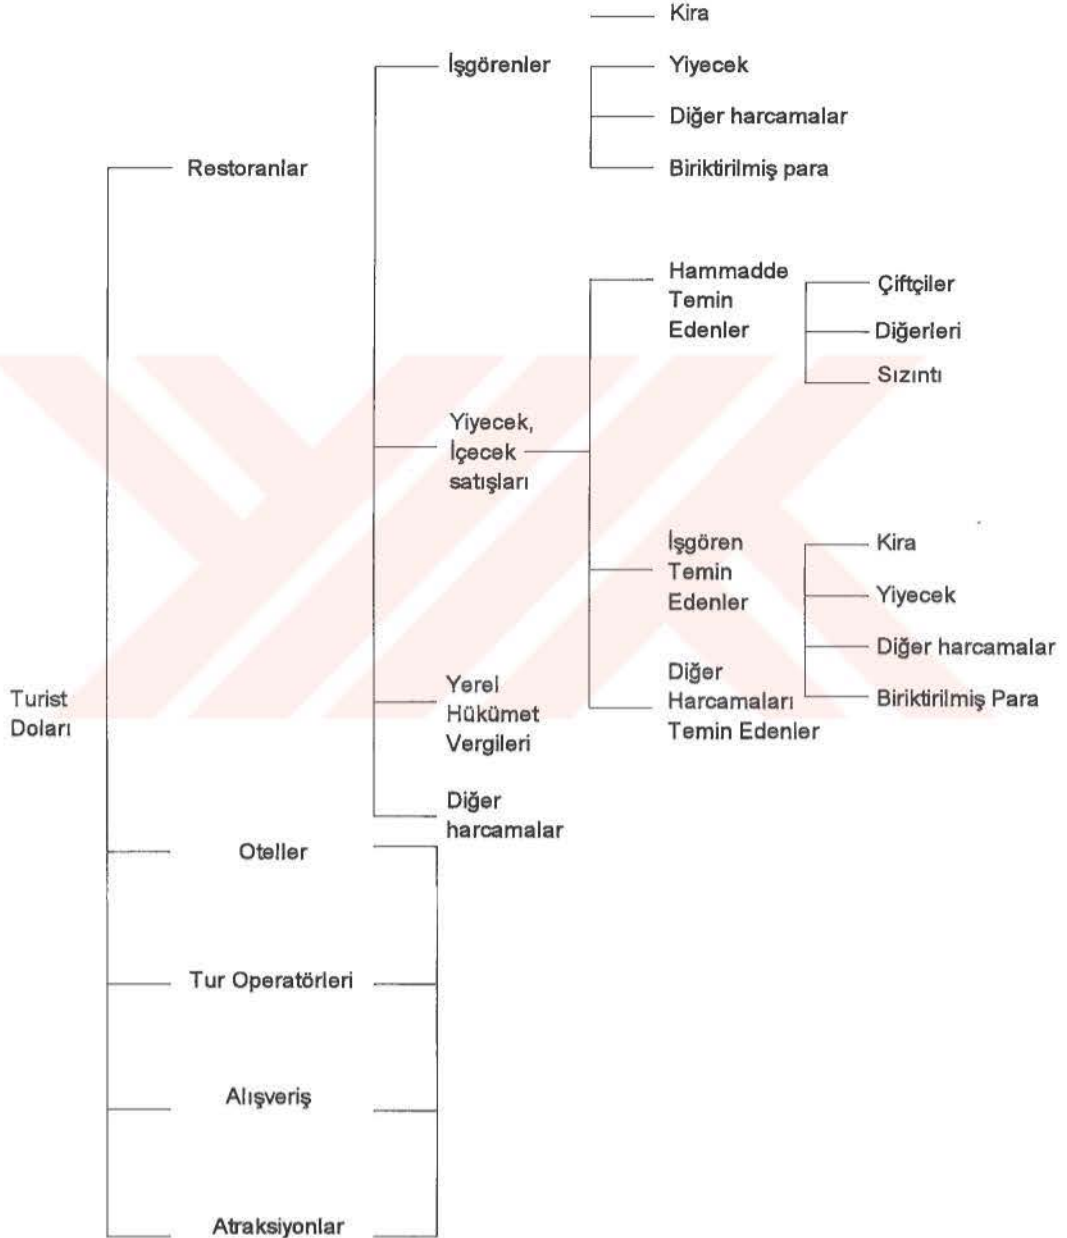 Kira
İşgörenler
Yiyecek
Diğer harcamalar
Restoranlar
Biriktirilmiş para
Hammadde
Temin
Edenler
Çiftçiler
Diğerleri
Sızıntı
Yiyecek,
İçecek
satışları
İşgören
Temin
Edenler
Kira
Yiyecek
Diğer harcamalar
Biriktirilmiş Para
Diğer
Harcamaları
Temin Edenler
Turist
Doları
Yerel
Hükümet
Vergileri
Diğer
harcamalar
Oteller
Tur Operatörleri
Alışveriş
Atraksiyonlar